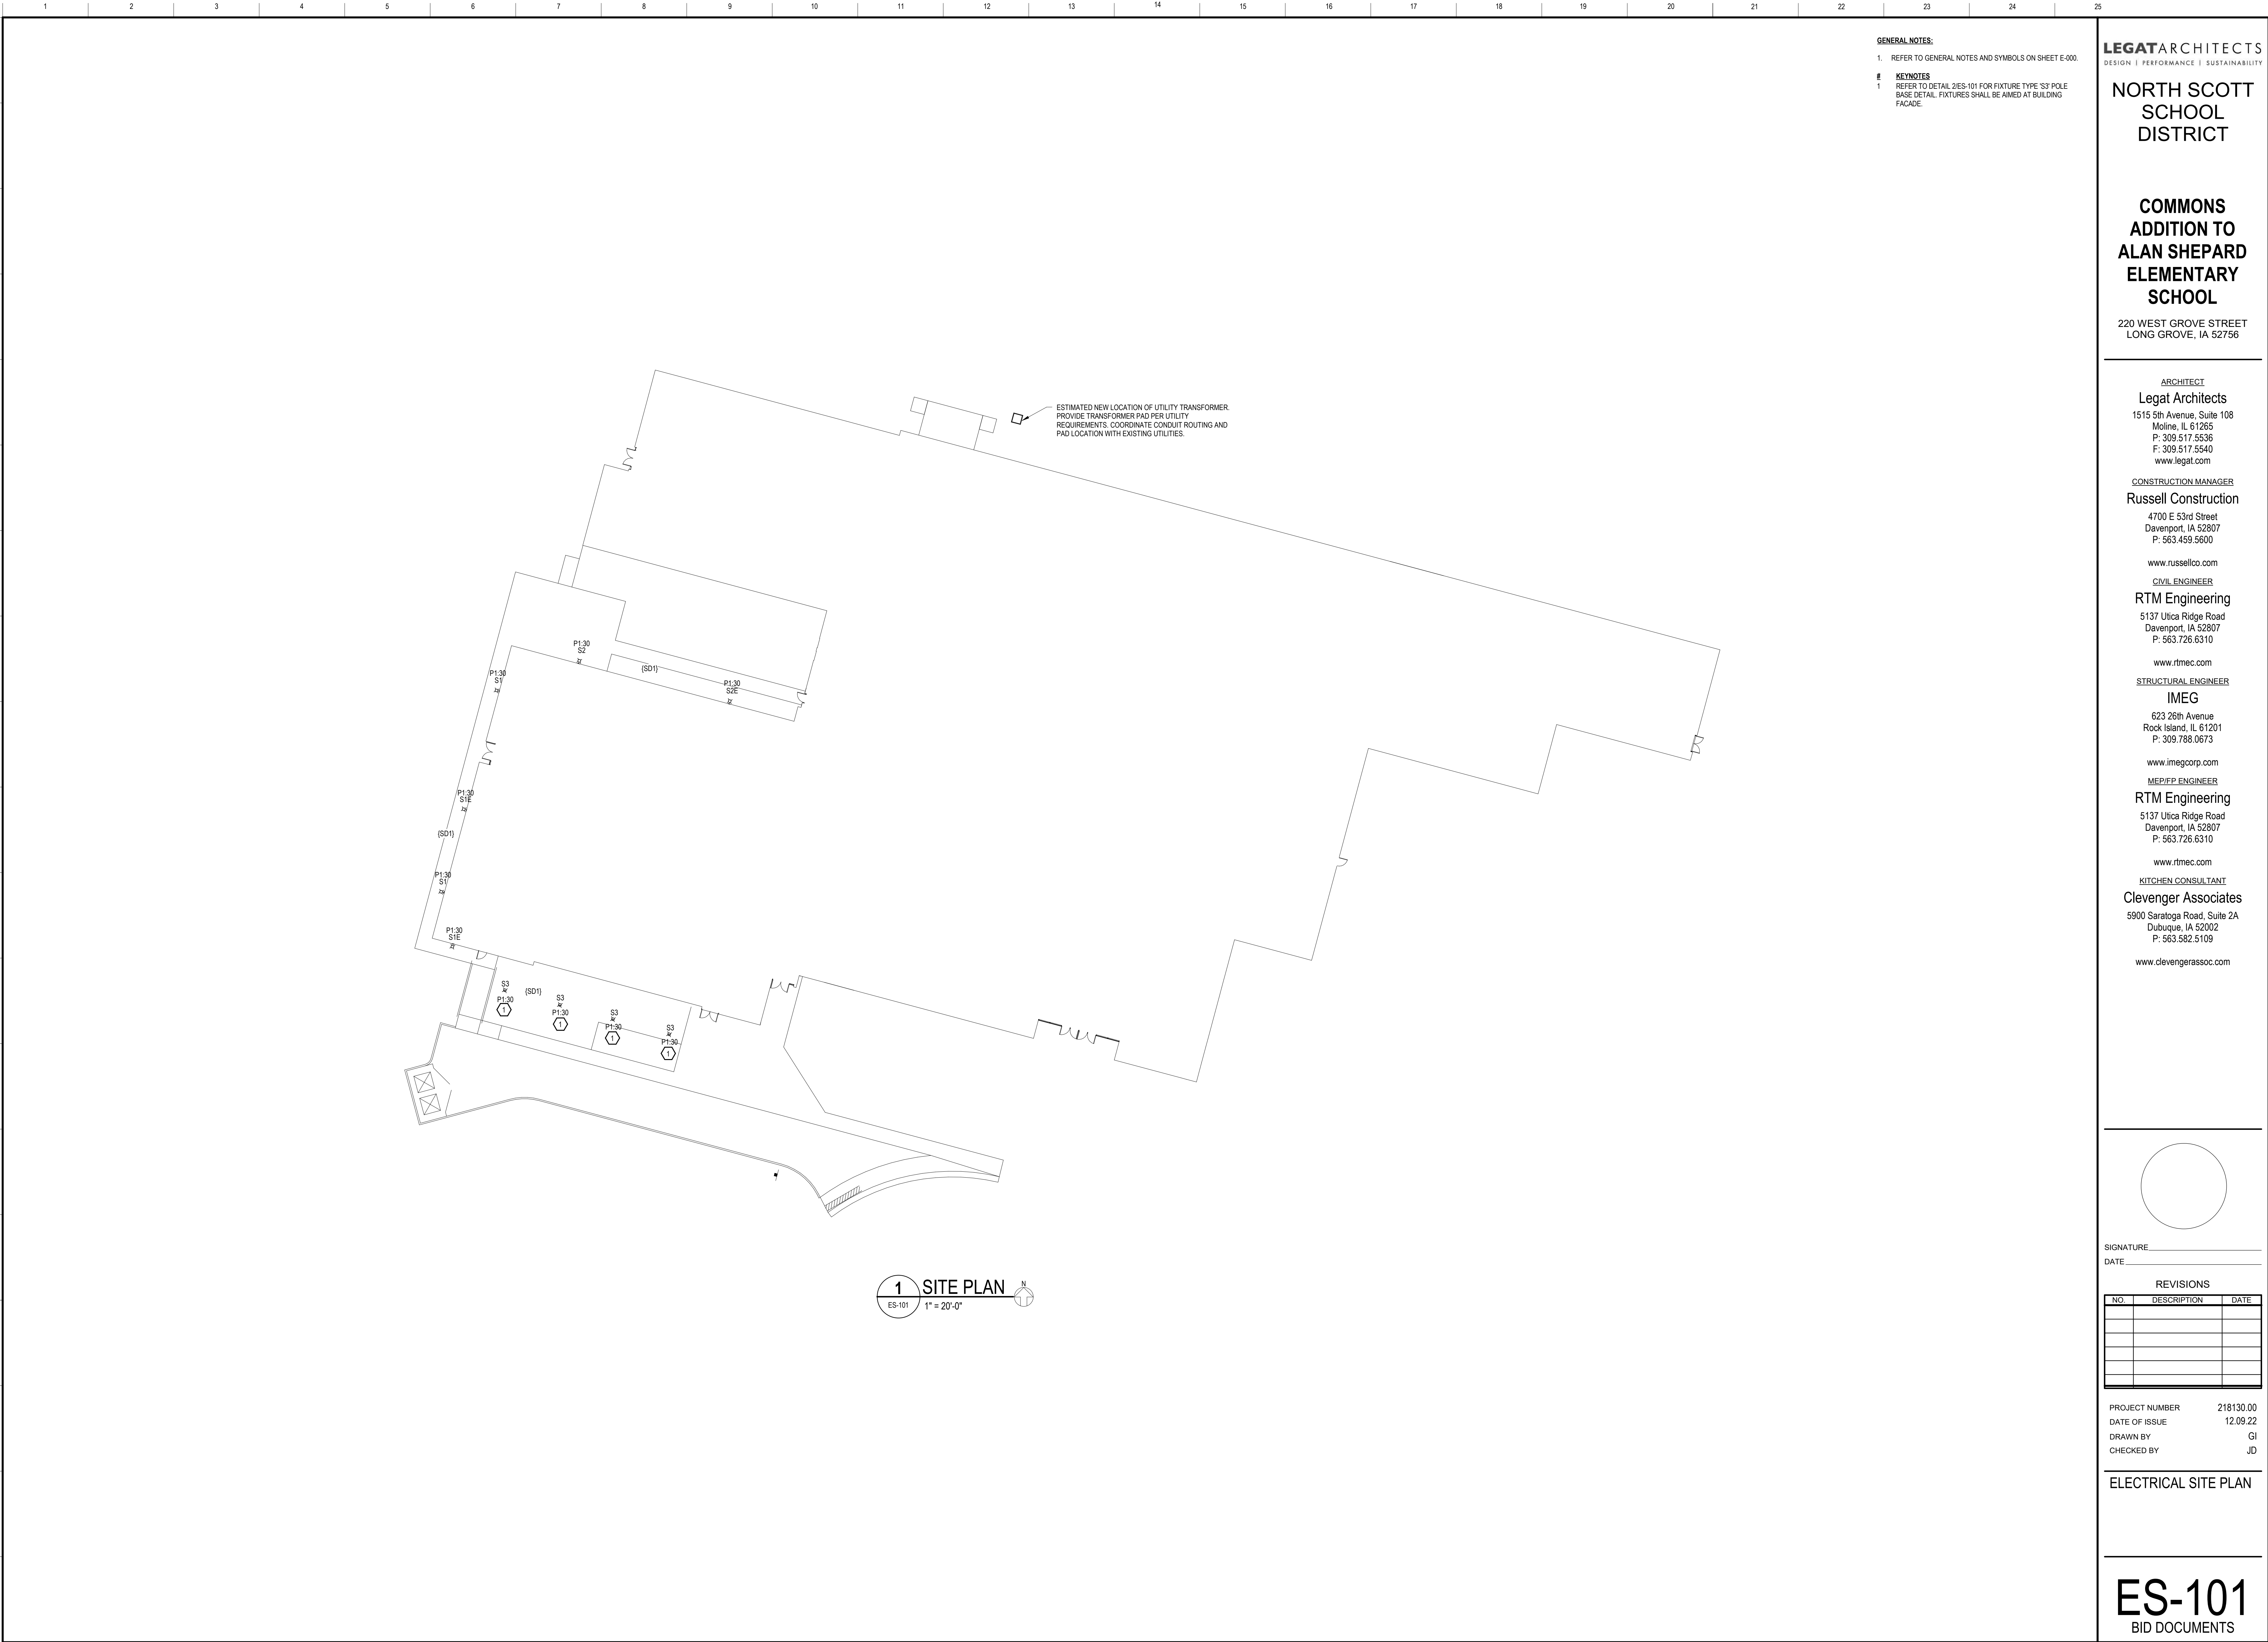 1 2 3 4 5 6 7 8 9 10 11 12 13 14 15 16 17 18 19 20 21 22 23 24 25
GENERAL NOTES:
1. REFER TO GENERAL NOTES AND SYMBOLS ON SHEET E-000.
# KEYNOTES
1 REFER TO DETAIL 2/ES-101 FOR FIXTURE TYPE 'S3' POLE
BASE DETAIL. FIXTURES SHALL BE AIMED AT BUILDING
FACADE.
ESTIMATED NEW LOCATION OF UTILITY TRANSFORMER.
PROVIDE TRANSFORMER PAD PER UTILITY
REQUIREMENTS. COORDINATE CONDUIT ROUTING AND
PAD LOCATION WITH EXISTING UTILITIES.
P1:30
S2
{SD1}
P1:30
S1
P1:30
S2E
P1:30
S1E
{SD1}
P1:30
S1
P1:30
S1E
S3
P1:30
1
{SD1}
S3
P1:30
1
S3
P1:30
1
S3
P1:30
1
1
ES-101
SITE PLAN
1" = 20'-0"
N
LEGATARCHITECTS
DESIGN | PERFORMANCE | SUSTAINABILITY
NORTH SCOTT
SCHOOL
DISTRICT
COMMONS
ADDITION TO
ALAN SHEPARD
ELEMENTARY
SCHOOL
220 WEST GROVE STREET
LONG GROVE, IA 52756
ARCHITECT
Legat Architects
1515 5th Avenue, Suite 108
Moline, IL 61265
P: 309.517.5536
F: 309.517.5540
www.legat.com
CONSTRUCTION MANAGER
Russell Construction
4700 E 53rd Street
Davenport, IA 52807
P: 563.459.5600
www.russellco.com
CIVIL ENGINEER
RTM Engineering
5137 Utica Ridge Road
Davenport, IA 52807
P: 563.726.6310
www.rtmec.com
STRUCTURAL ENGINEER
IMEG
623 26th Avenue
Rock Island, IL 61201
P: 309.788.0673
www.imegcorp.com
MEP/FP ENGINEER
RTM Engineering
5137 Utica Ridge Road
Davenport, IA 52807
P: 563.726.6310
www.rtmec.com
KITCHEN CONSULTANT
Clevenger Associates
5900 Saratoga Road, Suite 2A
Dubuque, IA 52002
P: 563.582.5109
www.clevengerassoc.com
SIGNATURE
DATE
REVISIONS
NO. DESCRIPTION DATE
PROJECT NUMBER 218130.00
DATE OF ISSUE 12.09.22
DRAWN BY GI
CHECKED BY JD
ELECTRICAL SITE PLAN
ES-101
BID DOCUMENTS